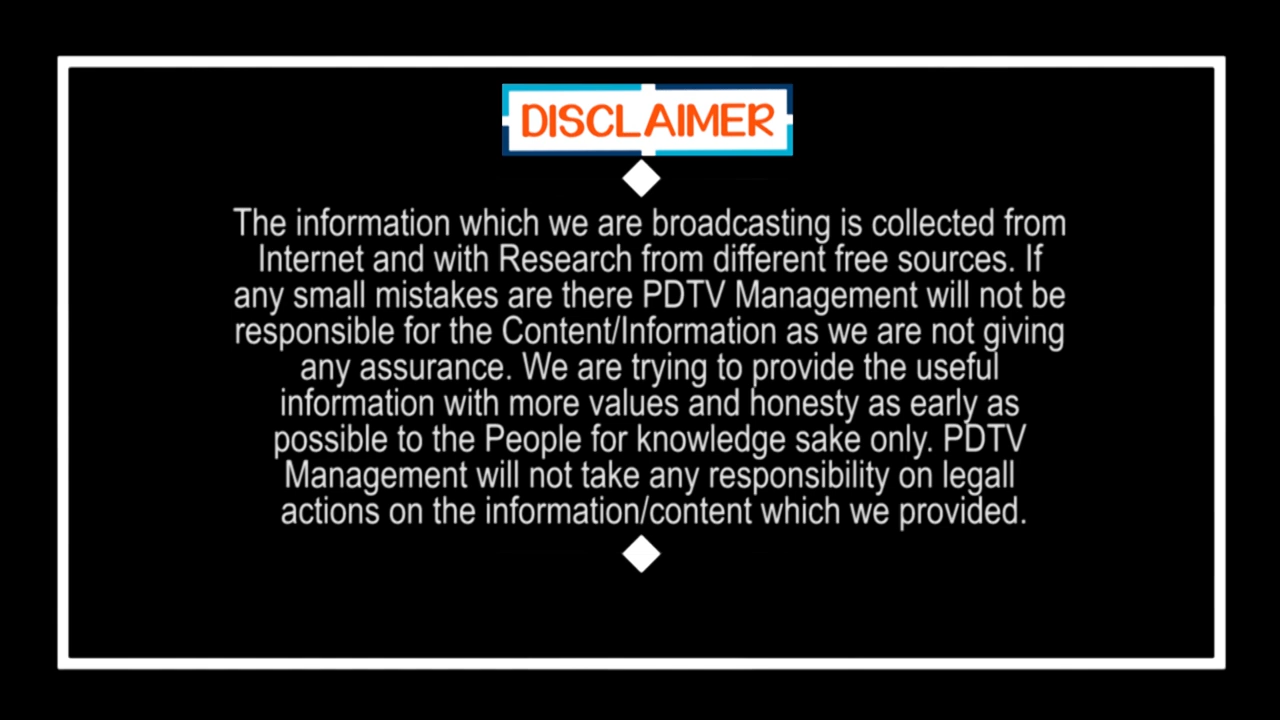 DISCLAIMER
The information which we are broadcasting is collected from
Internet and with Research from different free sources. If
any small mistakes are there PDTV Management will not be
responsible for the Content/Information as we are not giving
any assurance. We are trying to provide the useful
information with more values and honesty as early as
possible to the People for knowledge sake only. PDTV
Management will not take any responsibility on legall
actions on the information/content which we provided.